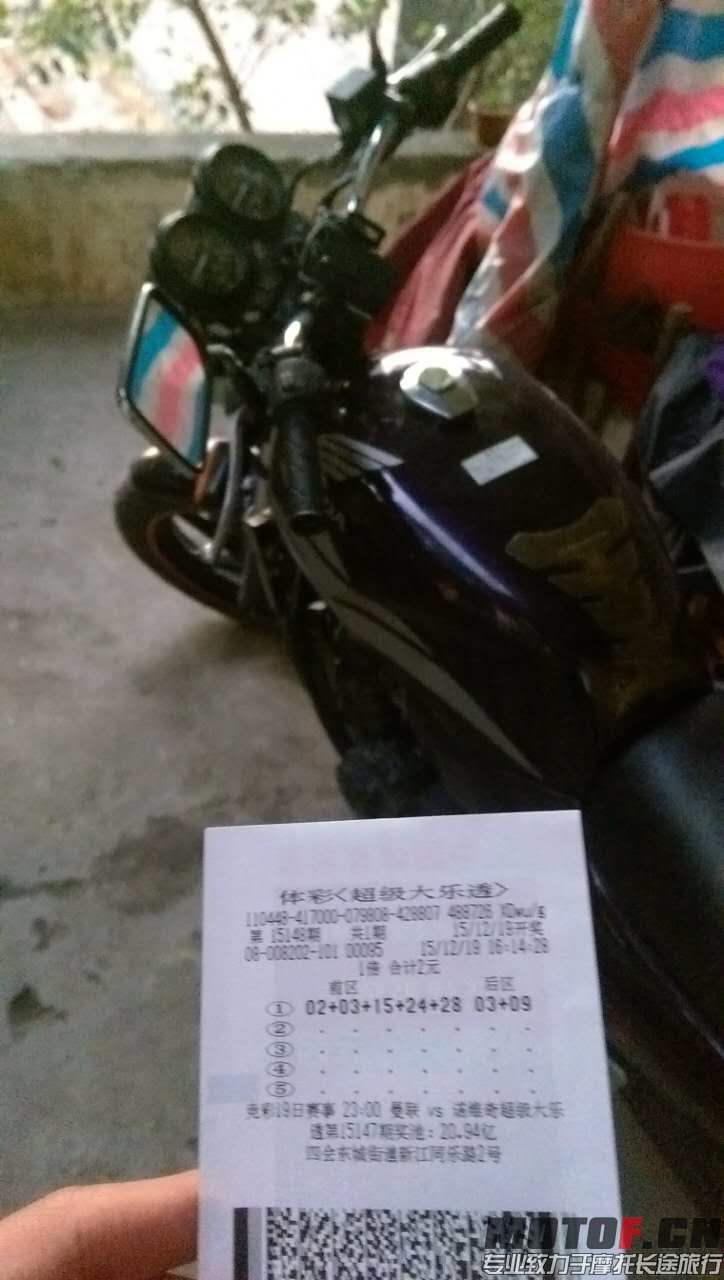 体彩<超级大乐透>
110448-417000-079808-428807 488726 XDwu/g
第 15148期 共1期 15/12/19开奖
08-008202-101 00095 15/12/19 16:14:28
1倍 合计2元
前区 后区
① 02+03+15+24+28 03+09
②
③
④
⑤
竞彩19日赛事 23:00 曼联 vs 诺维奇超级大乐
透第15147期奖池：20.94亿
四会东城街道新江同乐路2号
MOTOF.CN
专业致力于摩托长途旅行